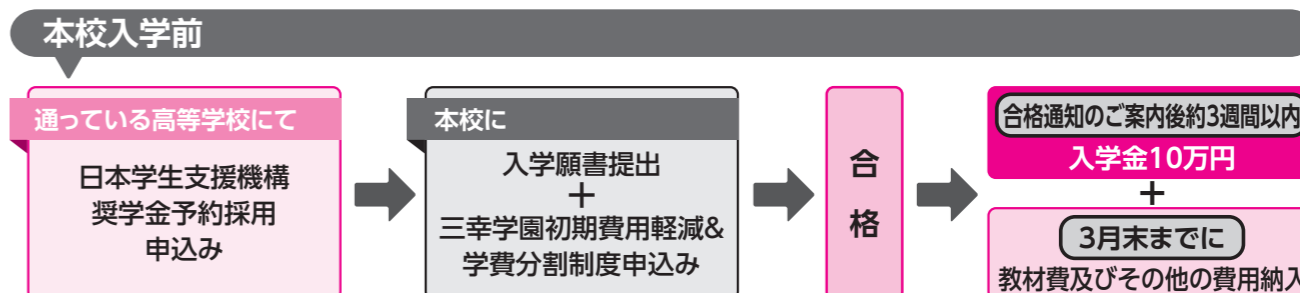 本校入学前
通っている高等学校にて
日本学生支援機構
奨学金予約採用
申込み
本校に
入学願書提出
＋
三幸学園初期費用軽減&
学費分割制度申込み
合
格
合格通知のご案内後約3週間以内
入学金10万円
＋
3月末までに
教材費及びその他の費用納入